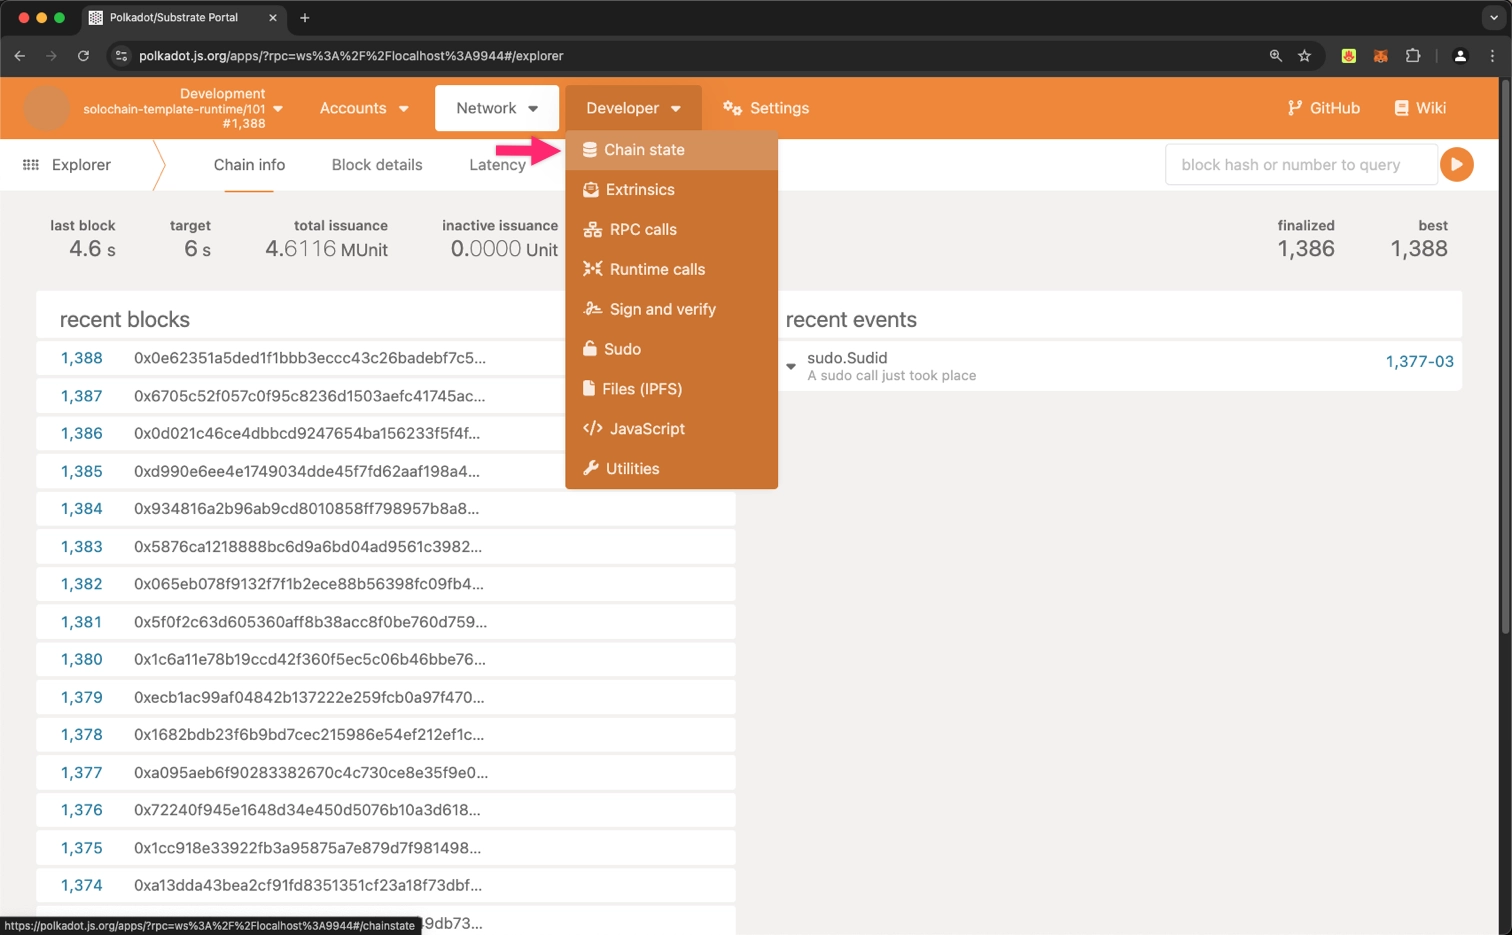 Polkadot/Substrate Portal
polkadot.js.org/apps/?rpc=ws%3A%2F%2Flocalhost%3A9944#/explorer
Development
solochain-template-runtime/101
#1,388
Accounts
Network
Developer
Settings
GitHub
Wiki
Explorer
Chain info
Block details
Latency
block hash or number to query
Chain state
Extrinsics
RPC calls
Runtime calls
Sign and verify
Sudo
Files (IPFS)
JavaScript
Utilities
last block
4.6 s
target
6 s
total issuance
4.6116 MUnit
inactive issuance
0.0000 Unit
finalized
1,386
best
1,388
recent blocks
1,388 0x0e62351a5ded1f1bbb3eccc43c26badebf7c5...
1,387 0x6705c52f057c0f95c8236d1503aefc41745ac...
1,386 0x0d021c46ce4dbbcd9247654ba156233f5f4f...
1,385 0xd990e6ee4e1749034dde45f7fd62aaf198a4...
1,384 0x934816a2b96ab9cd8010858ff798957b8a8...
1,383 0x5876ca1218888bc6d9a6bd04ad9561c3982...
1,382 0x065eb078f9132f7f1b2ece88b56398fc09fb4...
1,381 0x5f0f2c63d605360aff8b38acc8f0be760d759...
1,380 0x1c6a11e78b19ccd42f360f5ec5c06b46bbe76...
1,379 0xecb1ac99af04842b137222e259fcb0a97f470...
1,378 0x1682bdb23f6b9bd7cec215986e54ef212ef1c...
1,377 0xa095aeb6f90283382670c4c730ce8e35f9e0...
1,376 0x72240f945e1648d34e450d5076b10a3d618...
1,375 0x1cc918e33922fb3a95875a7e879d7f981498...
1,374 0xa13dda43bea2cf91fd8351351cf23a18f73dbf...
49db73...
recent events
sudo.Sudid
A sudo call just took place
1,377-03
https://polkadot.js.org/apps/?rpc=ws%3A%2F%2Flocalhost%3A9944#/chainstate